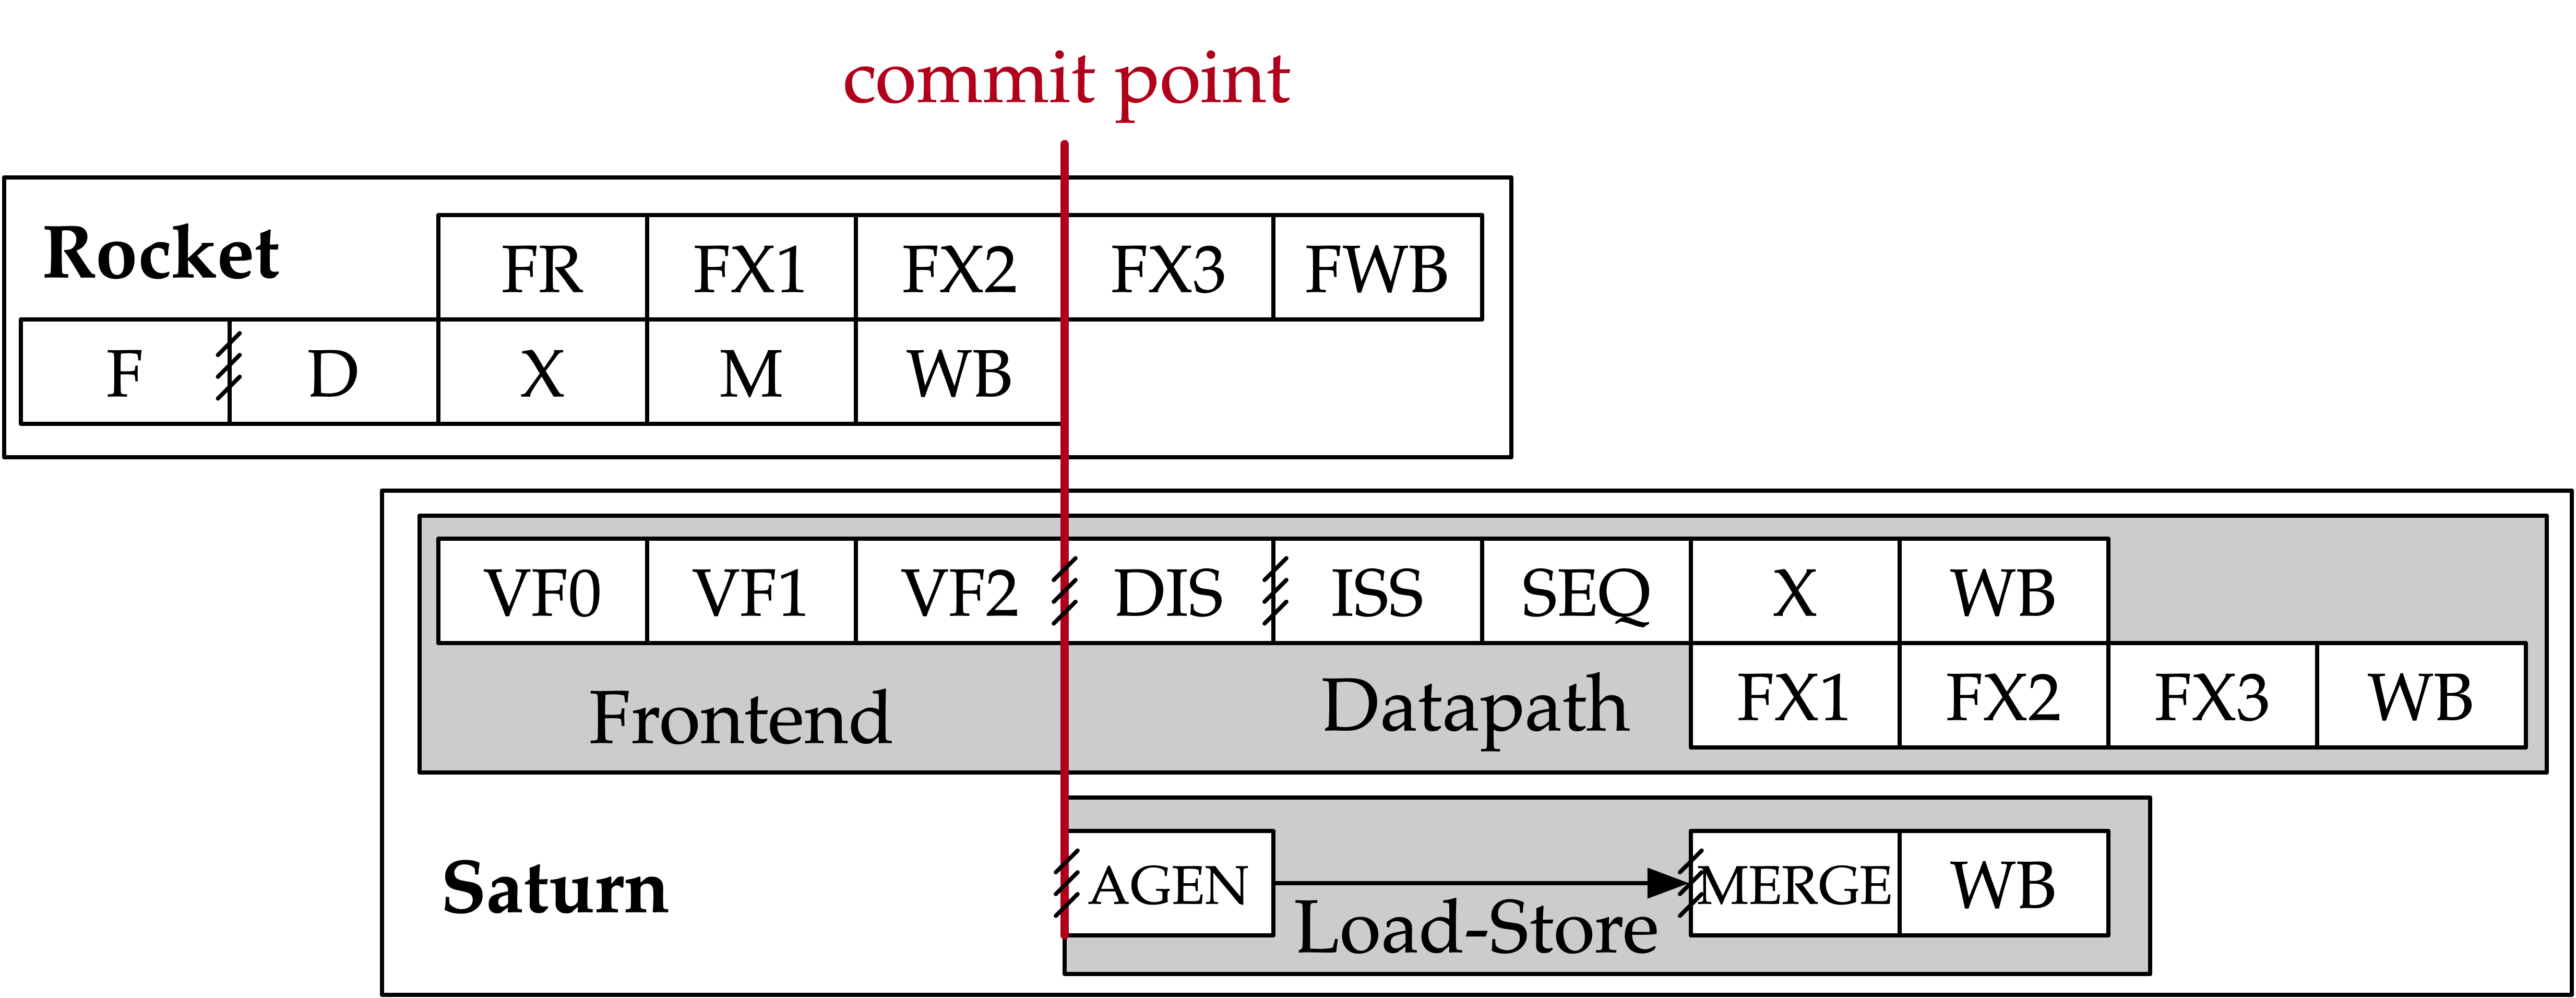 commit point
Rocket
FR FX1 FX2 FX3 FWB
F D X M WB
VF0 VF1 VF2 DIS ISS SEQ X WB
Frontend Datapath FX1 FX2 FX3 WB
Saturn AGEN MERGE WB
Load-Store